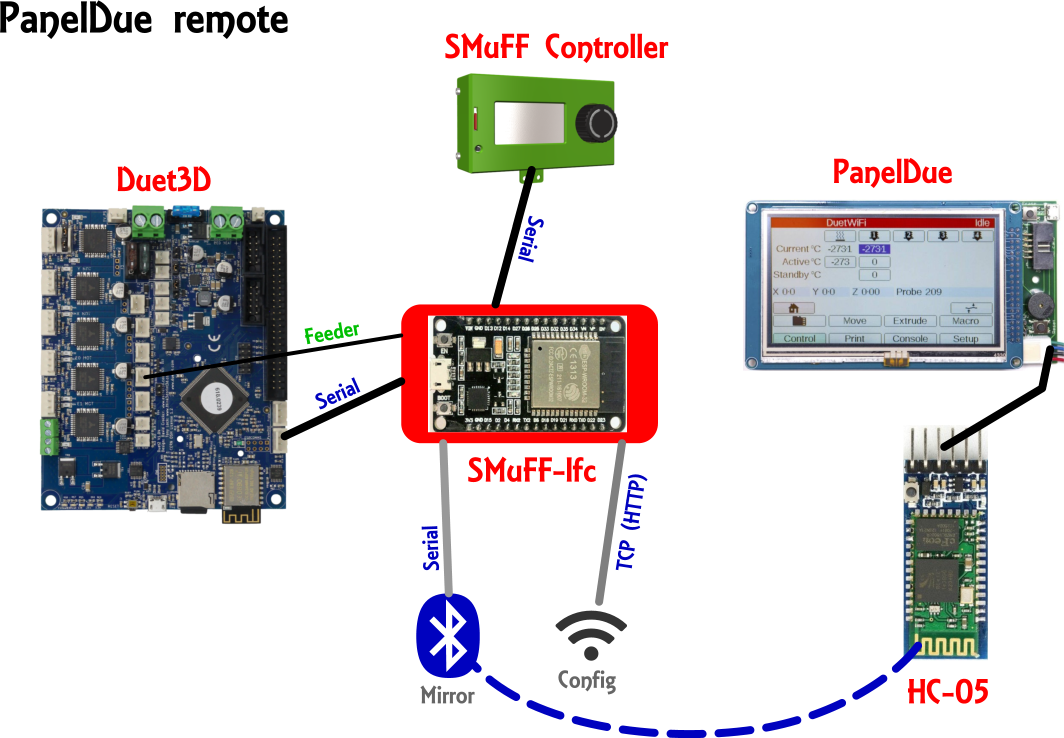 PanelDue remote
SMuFF Controller
Duet3D
PanelDue
Serial
DuetWiFi Idle
Current °C -2731 -2731
Active °C -273 0
Standby °C 0
X 0·0 Y 0·0 Z 0·00 Probe 209
Move Extrude Macro
Control Print Console Setup
Feeder
Serial
EN
BOOT
SMuFF-Ifc
Serial
TCP (HTTP)
Mirror
Config
HC-05